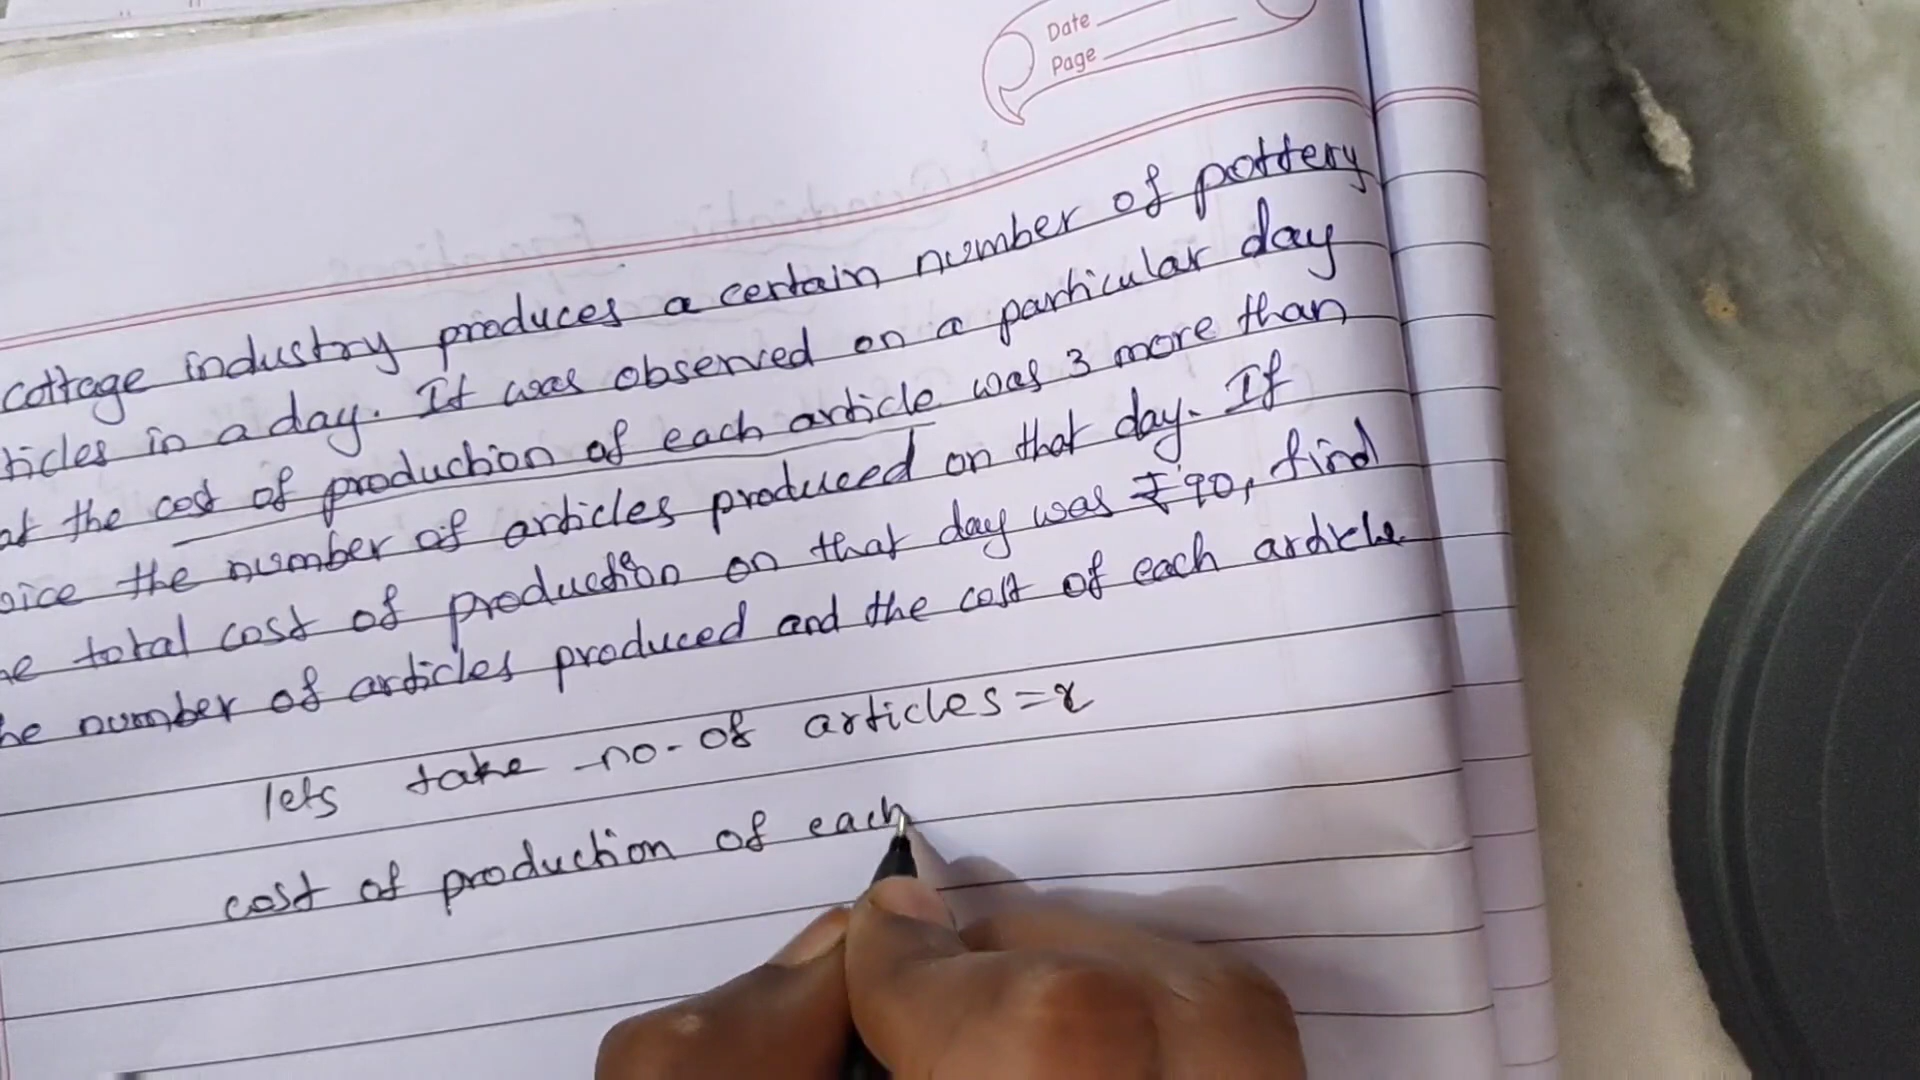 Date
Page
cottage industry produces a certain number of pottery
ticles in a day. It was observed on a particular day
at the cost of production of each article was 3 more than
oice the number of articles produced on that day. If
he total cost of production on that day was ₹90, find
he number of articles produced and the cost of each article
lets take no. of articles = x
cost of production of each